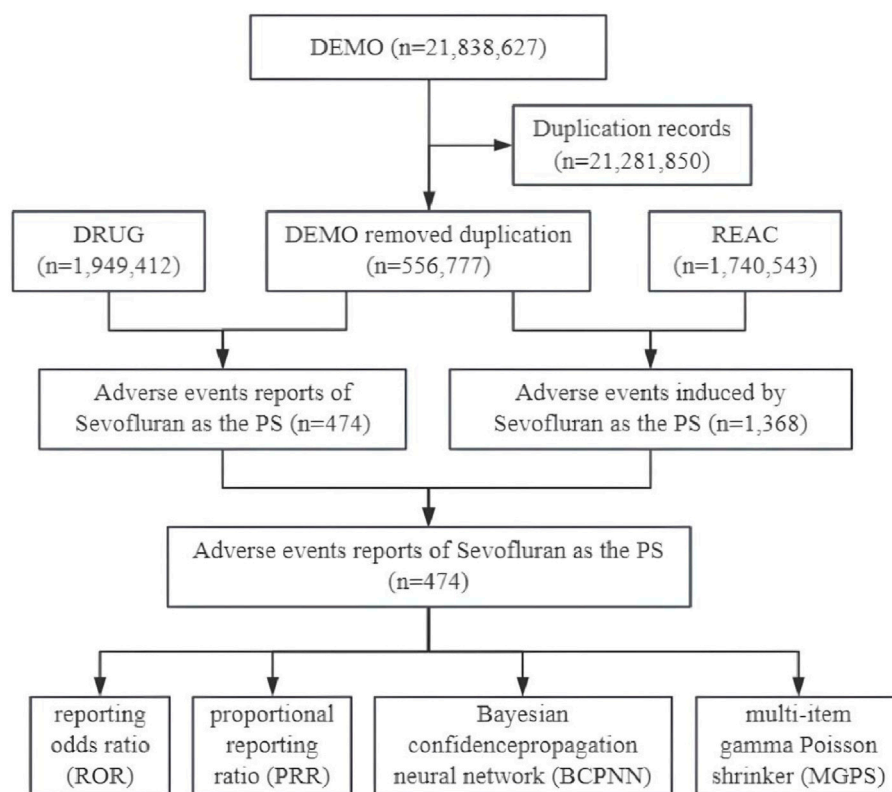 DEMO (n=21,838,627)
Duplication records
(n=21,281,850)
DRUG
(n=1,949,412)
DEMO removed duplication
(n=556,777)
REAC
(n=1,740,543)
Adverse events reports of
Sevofluran as the PS (n=474)
Adverse events induced by
Sevofluran as the PS (n=1,368)
Adverse events reports of Sevofluran as the PS
(n=474)
reporting
odds ratio
(ROR)
proportional
reporting
ratio (PRR)
Bayesian
confidencepropagation
neural network (BCPNN)
multi-item
gamma Poisson
shrinker (MGPS)